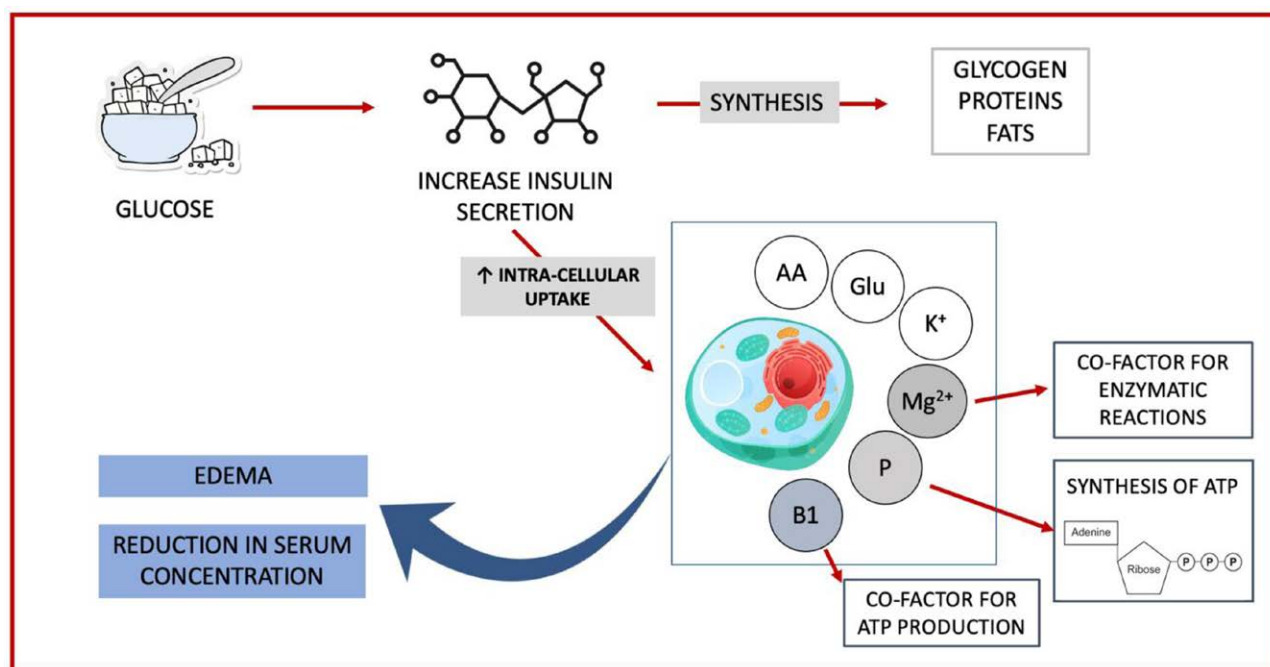 GLUCOSE
INCREASE INSULIN
SECRETION
SYNTHESIS
GLYCOGEN
PROTEINS
FATS
↑ INTRA-CELLULAR
UPTAKE
AA
Glu
K⁺
Mg²⁺
P
B1
CO-FACTOR FOR
ENZYMATIC
REACTIONS
SYNTHESIS OF ATP
Adenine
Ribose
P
P
P
CO-FACTOR FOR
ATP PRODUCTION
EDEMA
REDUCTION IN SERUM
CONCENTRATION